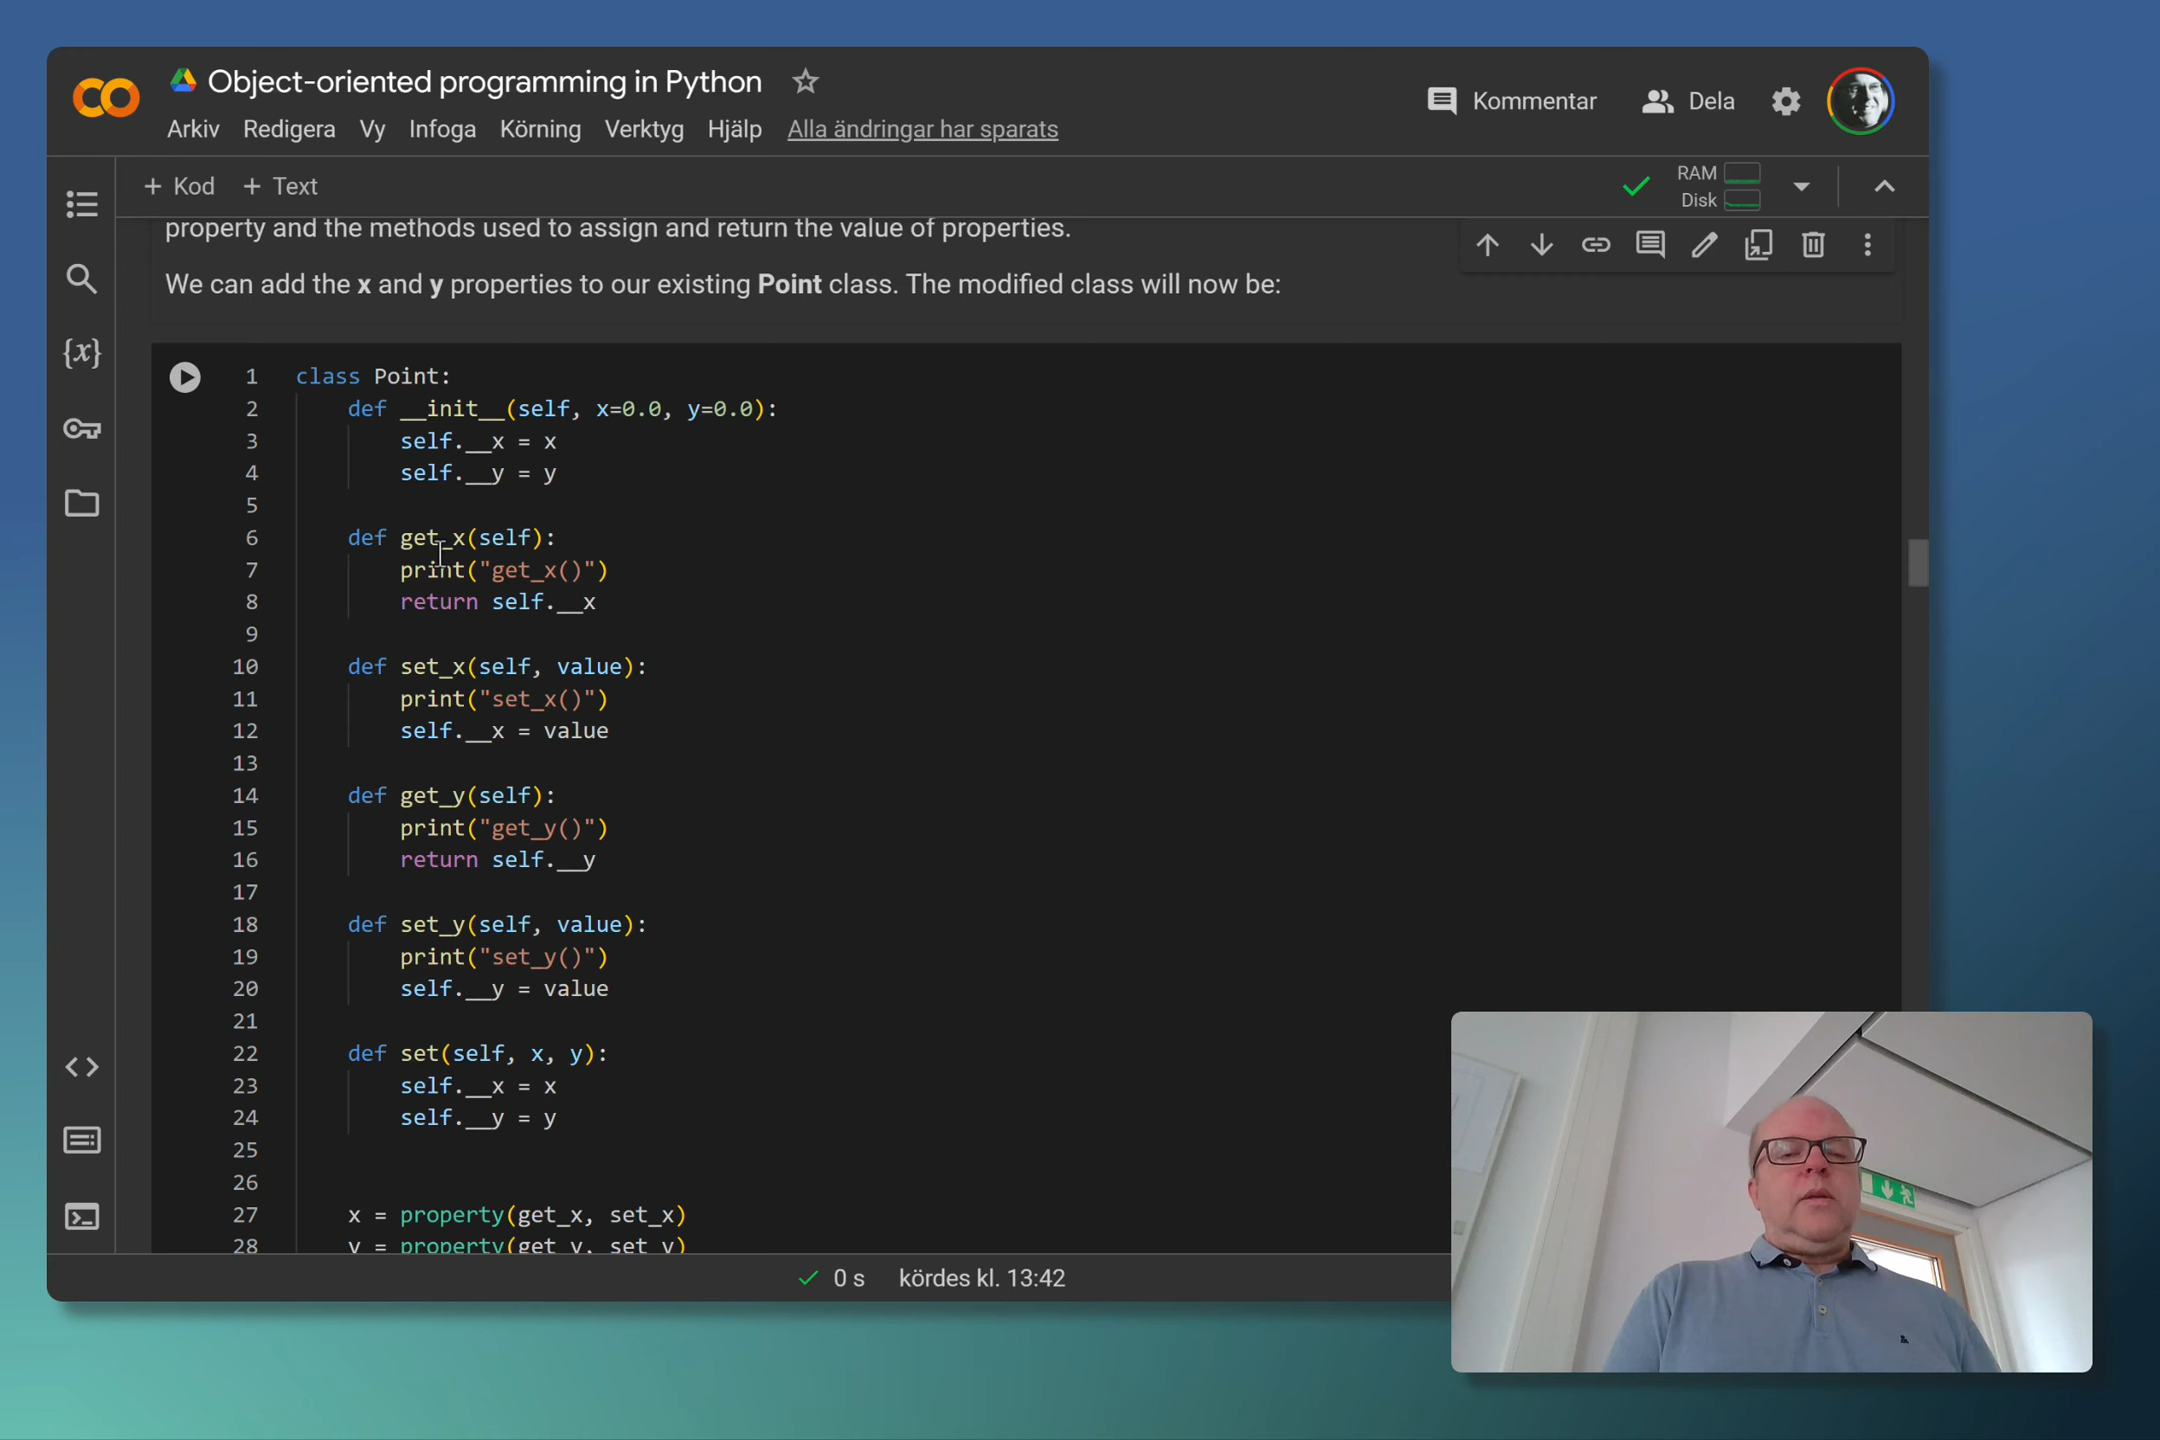 Object-oriented programming in Python
Arkiv Redigera Vy Infoga Körning Verktyg Hjälp Alla ändringar har sparats
Kommentar Dela
+ Kod + Text
RAM
Disk
property and the methods used to assign and return the value of properties.
We can add the x and y properties to our existing Point class. The modified class will now be:
1 class Point:
2 def __init__(self, x=0.0, y=0.0):
3 self.__x = x
4 self.__y = y
5
6 def get_x(self):
7 print("get_x()")
8 return self.__x
9
10 def set_x(self, value):
11 print("set_x()")
12 self.__x = value
13
14 def get_y(self):
15 print("get_y()")
16 return self.__y
17
18 def set_y(self, value):
19 print("set_y()")
20 self.__y = value
21
22 def set(self, x, y):
23 self.__x = x
24 self.__y = y
25
26
27 x = property(get_x, set_x)
28 y = property(get_y, set_y)
0 s kördes kl. 13:42